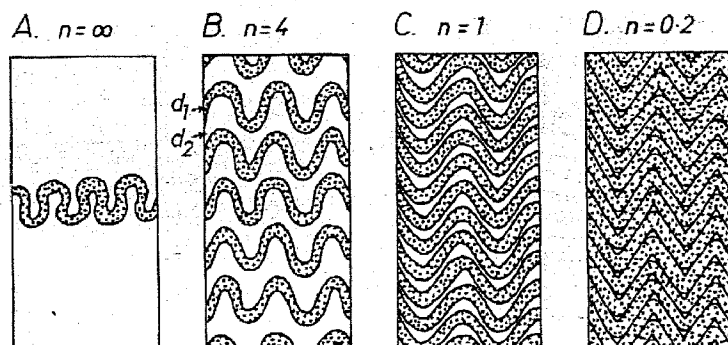 A. n=∞ B. n=4 C. n=1 D. n=0·2
d₁
d₂